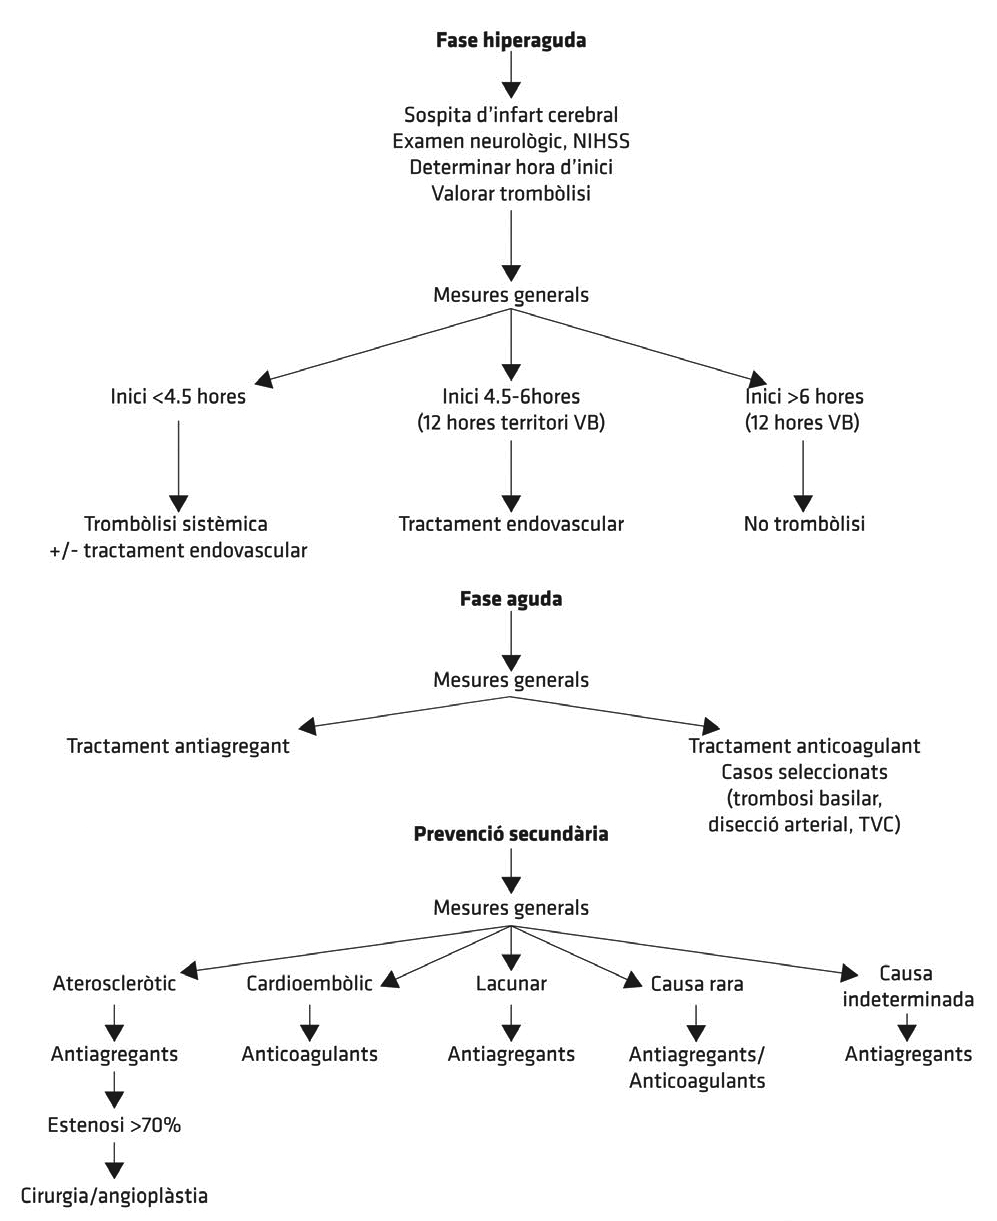 Fase hiperaguda
Sospita d'infart cerebral
Examen neurològic, NIHSS
Determinar hora d'inici
Valorar trombòlisi
Mesures generals
Inici <4.5 hores
Inici 4.5-6hores
(12 hores territori VB)
Inici >6 hores
(12 hores VB)
Trombòlisi sistèmica
+/- tractament endovascular
Tractament endovascular
No trombòlisi
Fase aguda
Mesures generals
Tractament antiagregant
Tractament anticoagulant
Casos seleccionats
(trombosi basilar,
disecció arterial, TVC)
Prevenció secundària
Mesures generals
Ateroscleròtic
Cardioembòlic
Lacunar
Causa rara
Causa
indeterminada
Antiagregants
Anticoagulants
Antiagregants
Antiagregants/
Anticoagulants
Antiagregants
Estenosi >70%
Cirurgia/angioplàstia